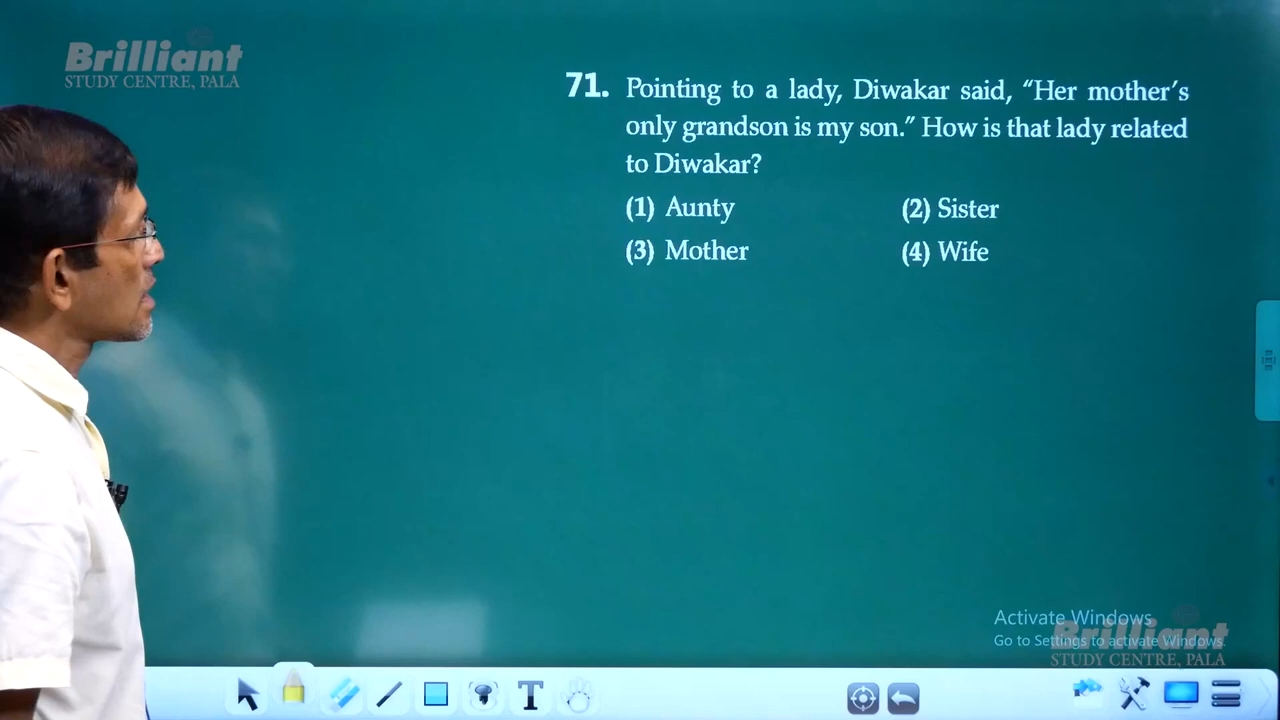 Brilliant
STUDY CENTRE, PALA
71. Pointing to a lady, Diwakar said, “Her mother’s
only grandson is my son.” How is that lady related
to Diwakar?
(1) Aunty (2) Sister
(3) Mother (4) Wife
Activate Windows
Go to Settings to activate Windows.
Brilliant
STUDY CENTRE, PALA
T